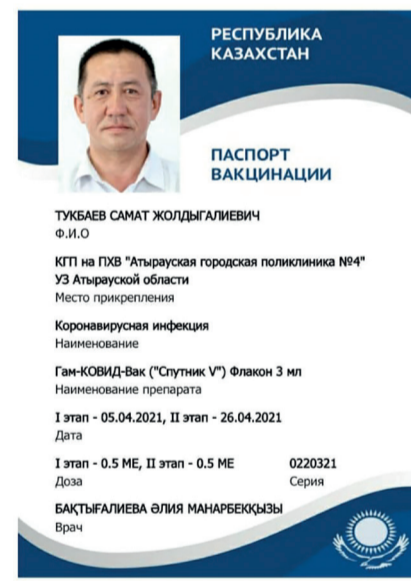 РЕСПУБЛИКА
КАЗАХСТАН
ПАСПОРТ
ВАКЦИНАЦИИ
ТУКБАЕВ САМАТ ЖОЛДЫГАЛИЕВИЧ
Ф.И.О
КГП на ПХВ "Атырауская городская поликлиника №4"
УЗ Атырауской области
Место прикрепления
Коронавирусная инфекция
Наименование
Гам-КОВИД-Вак ("Спутник V") Флакон 3 мл
Наименование препарата
I этап - 05.04.2021, II этап - 26.04.2021
Дата
I этап - 0.5 МЕ, II этап - 0.5 МЕ 0220321
Доза Серия
БАҚТЫҒАЛИЕВА ӘЛИЯ МАНАРБЕКҚЫЗЫ
Врач